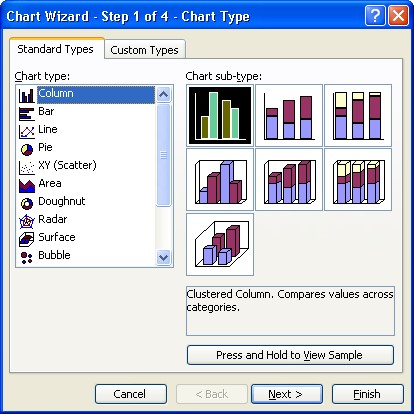 Chart Wizard - Step 1 of 4 - Chart Type
Standard Types
Custom Types
Chart type:
Column
Bar
Line
Pie
XY (Scatter)
Area
Doughnut
Radar
Surface
Bubble
Chart sub-type:
Clustered Column. Compares values across
categories.
Press and Hold to View Sample
Cancel
< Back
Next >
Finish